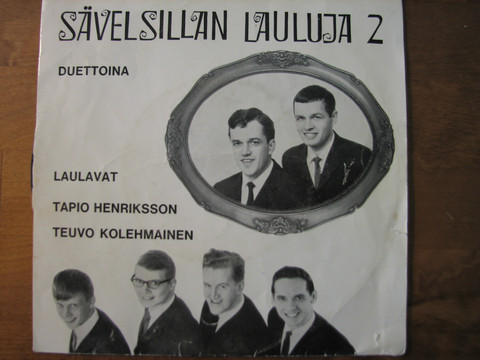 SÄVELSILLAN LAULUJA 2
DUETTOINA
LAULAVAT
TAPIO HENRIKSSON
TEUVO KOLEHMAINEN